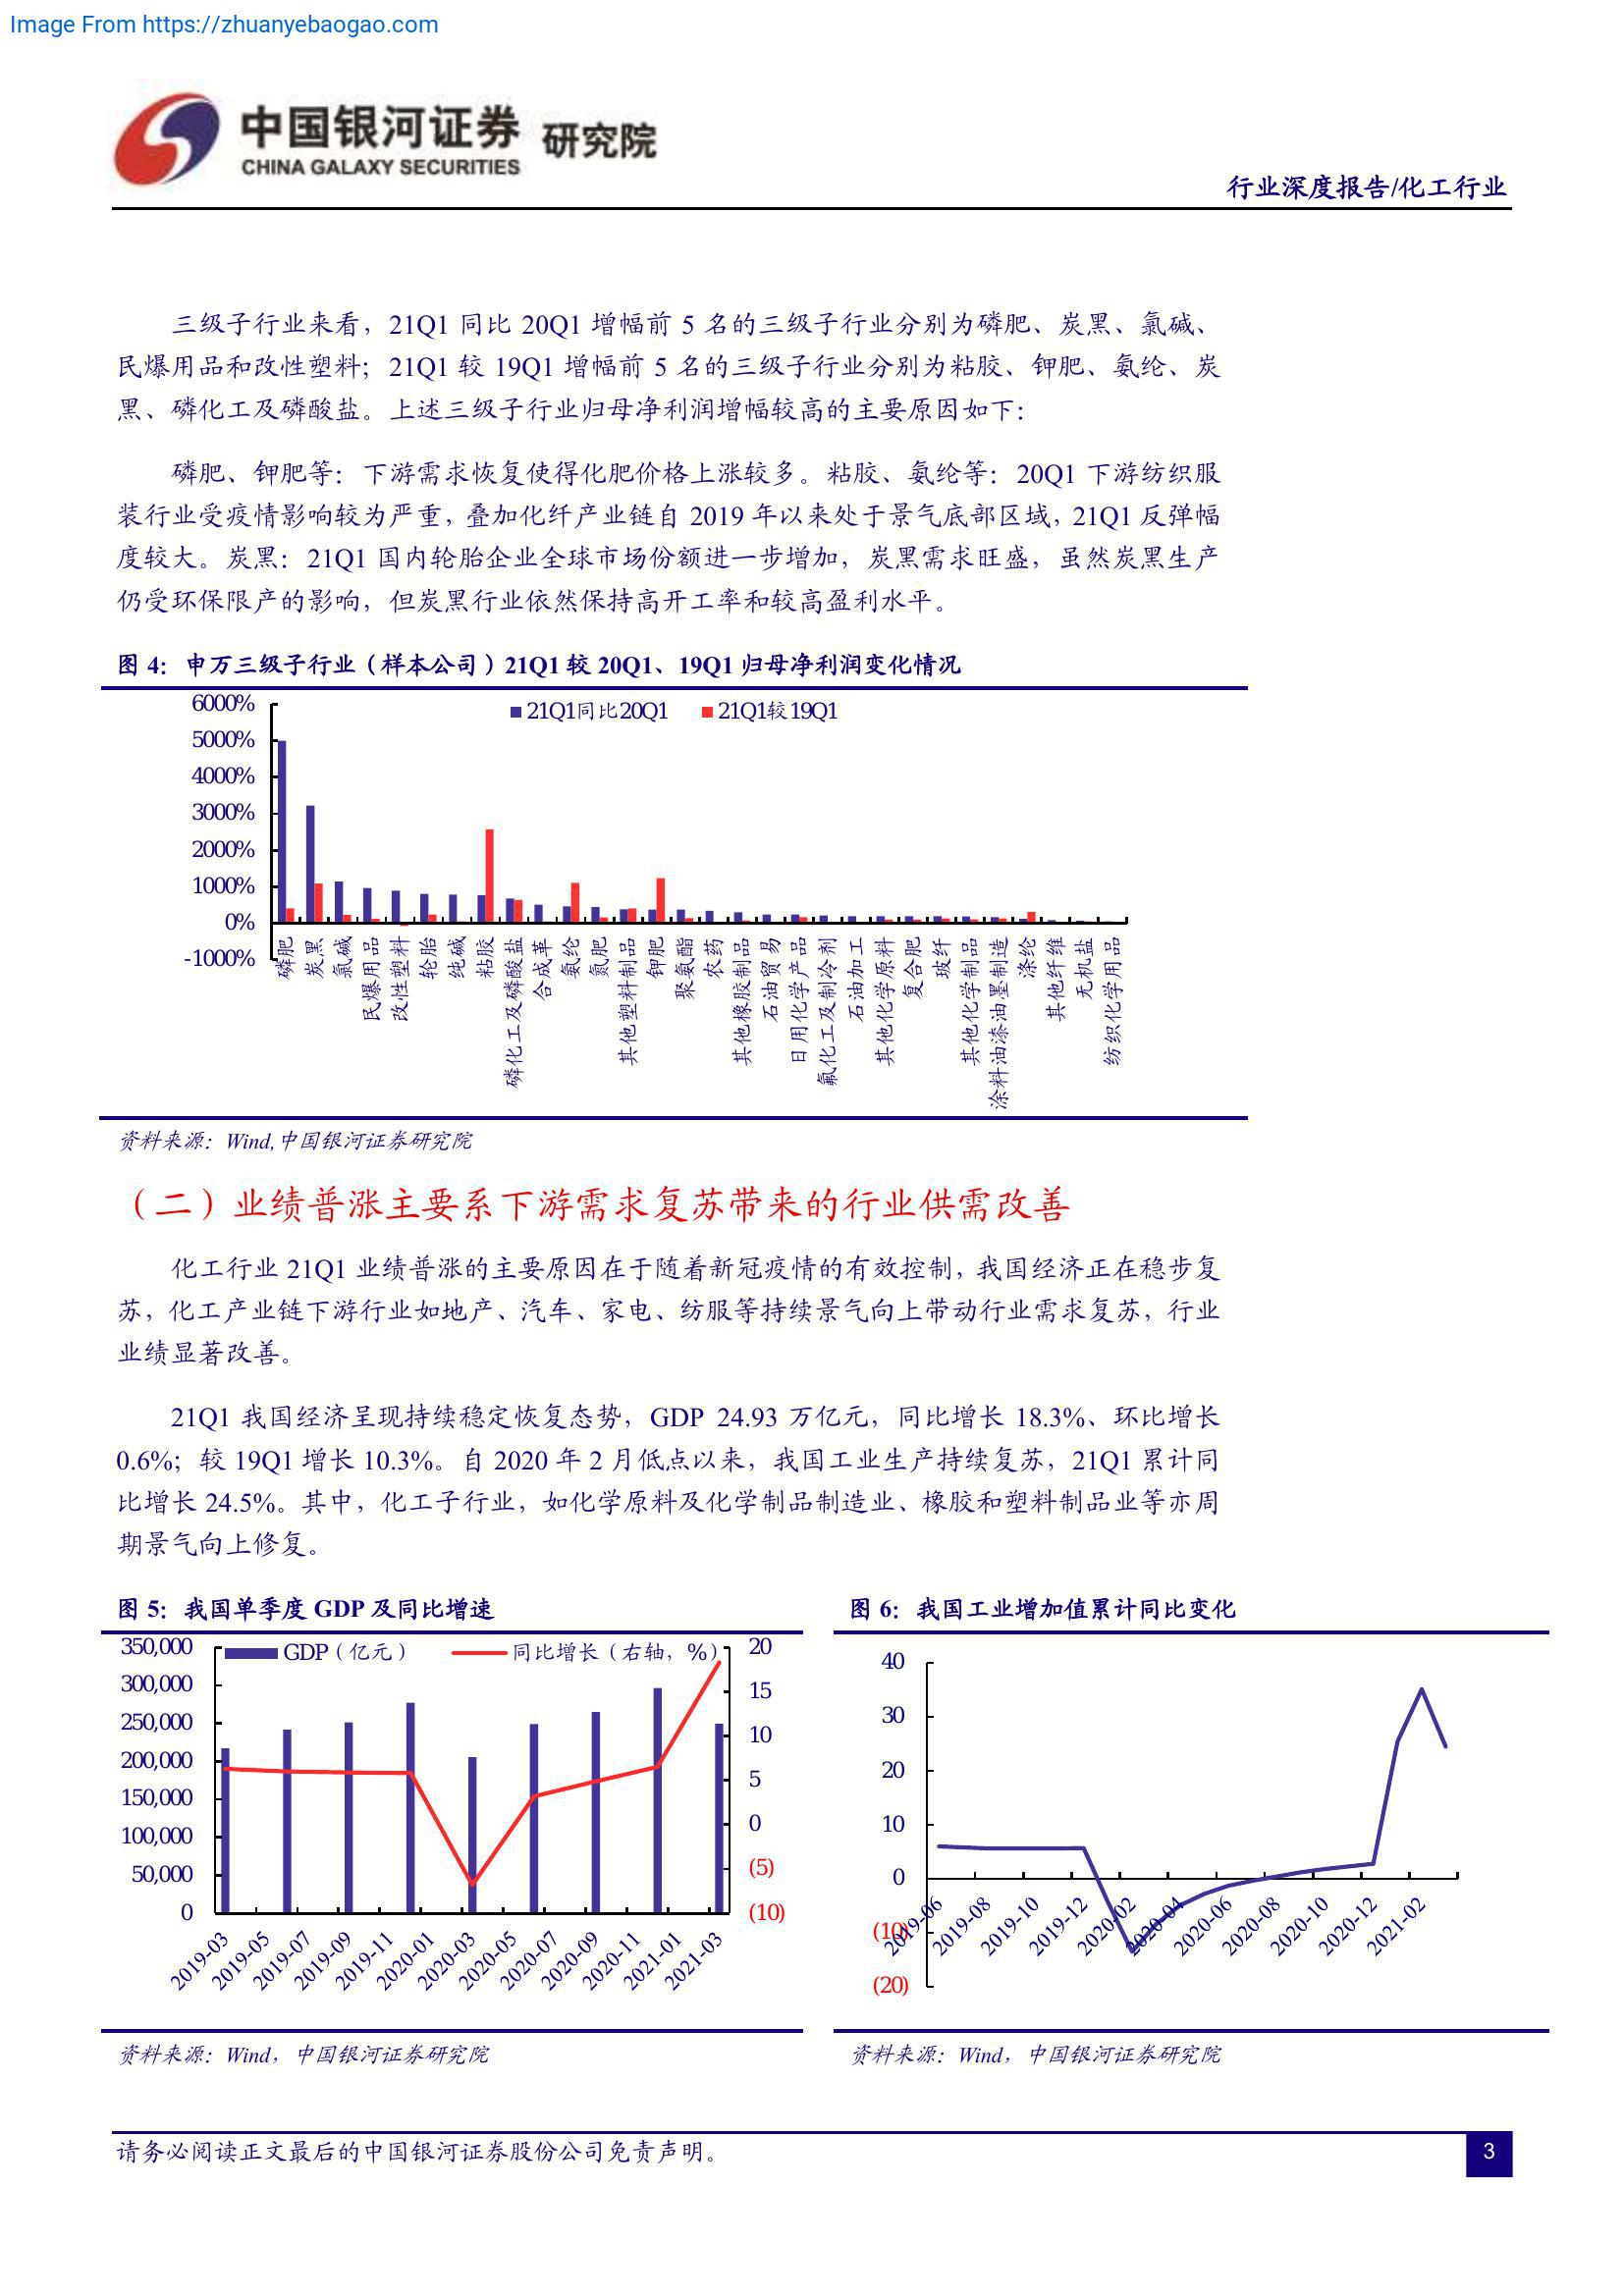 Image From https://zhuanyebaogao.com
中国银河证券 研究院
CHINA GALAXY SECURITIES
行业深度报告/化工行业
三级子行业来看，21Q1 同比 20Q1 增幅前 5 名的三级子行业分别为磷肥、炭黑、氯碱、
民爆用品和改性塑料；21Q1 较 19Q1 增幅前 5 名的三级子行业分别为粘胶、钾肥、氨纶、炭
黑、磷化工及磷酸盐。上述三级子行业归母净利润增幅较高的主要原因如下：
磷肥、钾肥等：下游需求恢复使得化肥价格上涨较多。粘胶、氨纶等：20Q1 下游纺织服
装行业受疫情影响较为严重，叠加化纤产业链自 2019 年以来处于景气底部区域，21Q1 反弹幅
度较大。炭黑：21Q1 国内轮胎企业全球市场份额进一步增加，炭黑需求旺盛，虽然炭黑生产
仍受环保限产的影响，但炭黑行业依然保持高开工率和较高盈利水平。
图 4：申万三级子行业（样本公司）21Q1 较 20Q1、19Q1 归母净利润变化情况
21Q1同比20Q1
21Q1较19Q1
6000%
5000%
4000%
3000%
2000%
1000%
0%
-1000%
磷肥
炭黑
氯碱
民爆用品
改性塑料
轮胎
纯碱
粘胶
磷化工及磷酸盐
合成革
氨纶
氮肥
其他塑料制品
钾肥
聚氨酯
农药
其他橡胶制品
石油贸易
日用化学产品
氟化工及制冷剂
石油加工
其他化学原料
复合肥
玻纤
其他化学制品
涂料油漆油墨制造
涤纶
其他纤维
无机盐
纺织化学用品
资料来源：Wind,中国银河证券研究院
（二）业绩普涨主要系下游需求复苏带来的行业供需改善
化工行业 21Q1 业绩普涨的主要原因在于随着新冠疫情的有效控制，我国经济正在稳步复
苏，化工产业链下游行业如地产、汽车、家电、纺服等持续景气向上带动行业需求复苏，行业
业绩显著改善。
21Q1 我国经济呈现持续稳定恢复态势，GDP 24.93 万亿元，同比增长 18.3%、环比增长
0.6%；较 19Q1 增长 10.3%。自 2020 年 2 月低点以来，我国工业生产持续复苏，21Q1 累计同
比增长 24.5%。其中，化工子行业，如化学原料及化学制品制造业、橡胶和塑料制品业等亦周
期景气向上修复。
图 5：我国单季度 GDP 及同比增速
GDP（亿元）
同比增长（右轴，%）
350,000
300,000
250,000
200,000
150,000
100,000
50,000
0
20
15
10
5
0
(5)
(10)
2019-03
2019-05
2019-07
2019-09
2019-11
2020-01
2020-03
2020-05
2020-07
2020-09
2020-11
2021-01
2021-03
资料来源：Wind，中国银河证券研究院
图 6：我国工业增加值累计同比变化
40
30
20
10
0
(10)
(20)
2019-06
2019-08
2019-10
2019-12
2020-02
2020-04
2020-06
2020-08
2020-10
2020-12
2021-02
资料来源：Wind，中国银河证券研究院
请务必阅读正文最后的中国银河证券股份公司免责声明。
3